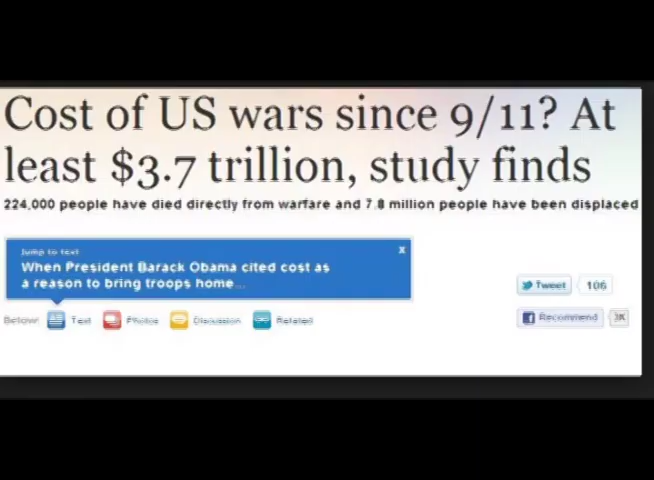 Cost of US wars since 9/11? At
least $3.7 trillion, study finds
224,000 people have died directly from warfare and 7.8 million people have been displaced
Jump to text
x
When President Barack Obama cited cost as
a reason to bring troops home...
Tweet 106
Below: Text Photos Discussion Related
Recommend 3K